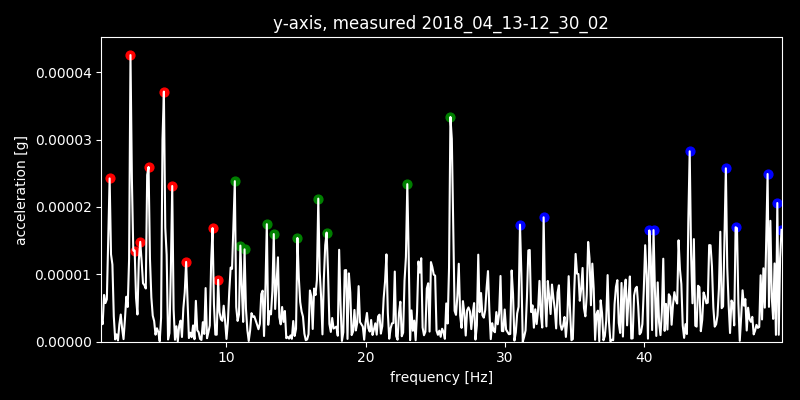 y-axis, measured 2018_04_13-12_30_02
acceleration [g]
0.00004
0.00003
0.00002
0.00001
0.00000
10 20 30 40
frequency [Hz]